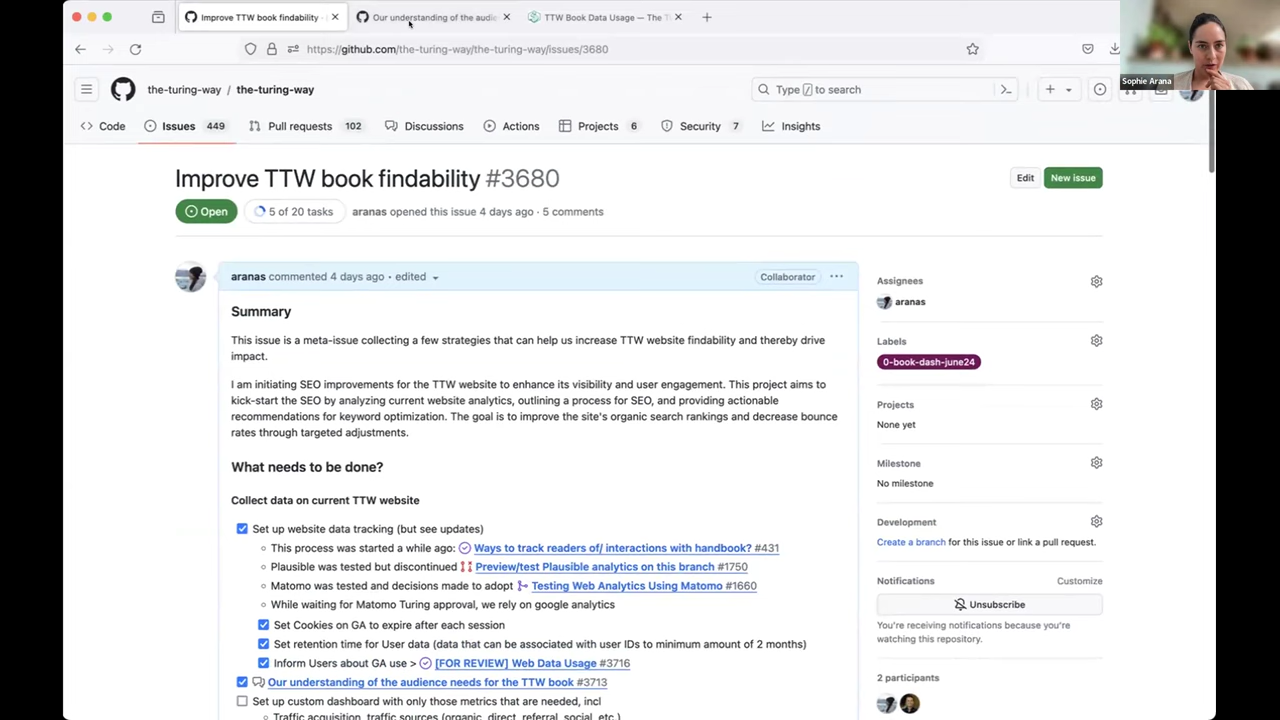 Improve TTW book findability ·
Our understanding of the audie
TTW Book Data Usage — The T
https://github.com/the-turing-way/the-turing-way/issues/3680
Sophie Arana
the-turing-way / the-turing-way
Type / to search
Code
Issues 449
Pull requests 102
Discussions
Actions
Projects 6
Security 7
Insights
Improve TTW book findability #3680
Edit
New issue
Open
5 of 20 tasks
aranas opened this issue 4 days ago · 5 comments
aranas commented 4 days ago · edited
Collaborator
Summary
This issue is a meta-issue collecting a few strategies that can help us increase TTW website findability and thereby drive
impact.
I am initiating SEO improvements for the TTW website to enhance its visibility and user engagement. This project aims to
kick-start the SEO by analyzing current website analytics, outlining a process for SEO, and providing actionable
recommendations for keyword optimization. The goal is to improve the site's organic search rankings and decrease bounce
rates through targeted adjustments.
What needs to be done?
Collect data on current TTW website
Set up website data tracking (but see updates)
This process was started a while ago: Ways to track readers of/ interactions with handbook? #431
Plausible was tested but discontinued Preview/test Plausible analytics on this branch #1750
Matomo was tested and decisions made to adopt Testing Web Analytics Using Matomo #1660
While waiting for Matomo Turing approval, we rely on google analytics
Set Cookies on GA to expire after each session
Set retention time for User data (data that can be associated with user IDs to minimum amount of 2 months)
Inform Users about GA use > [FOR REVIEW] Web Data Usage #3716
Our understanding of the audience needs for the TTW book #3713
Set up custom dashboard with only those metrics that are needed, incl
Traffic acquisition, traffic sources (organic, direct, referral, social, etc.)
Assignees
aranas
Labels
0-book-dash-june24
Projects
None yet
Milestone
No milestone
Development
Create a branch for this issue or link a pull request.
Notifications
Customize
Unsubscribe
You're receiving notifications because you're
watching this repository.
2 participants